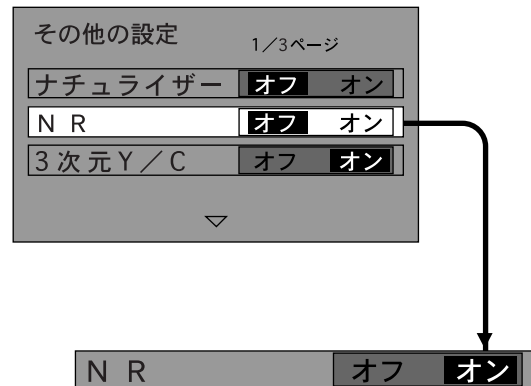 その他の設定
1／3ページ
ナチュライザー オフ オン
NR オフ オン
3次元Y／C オフ オン
NR オフ オン